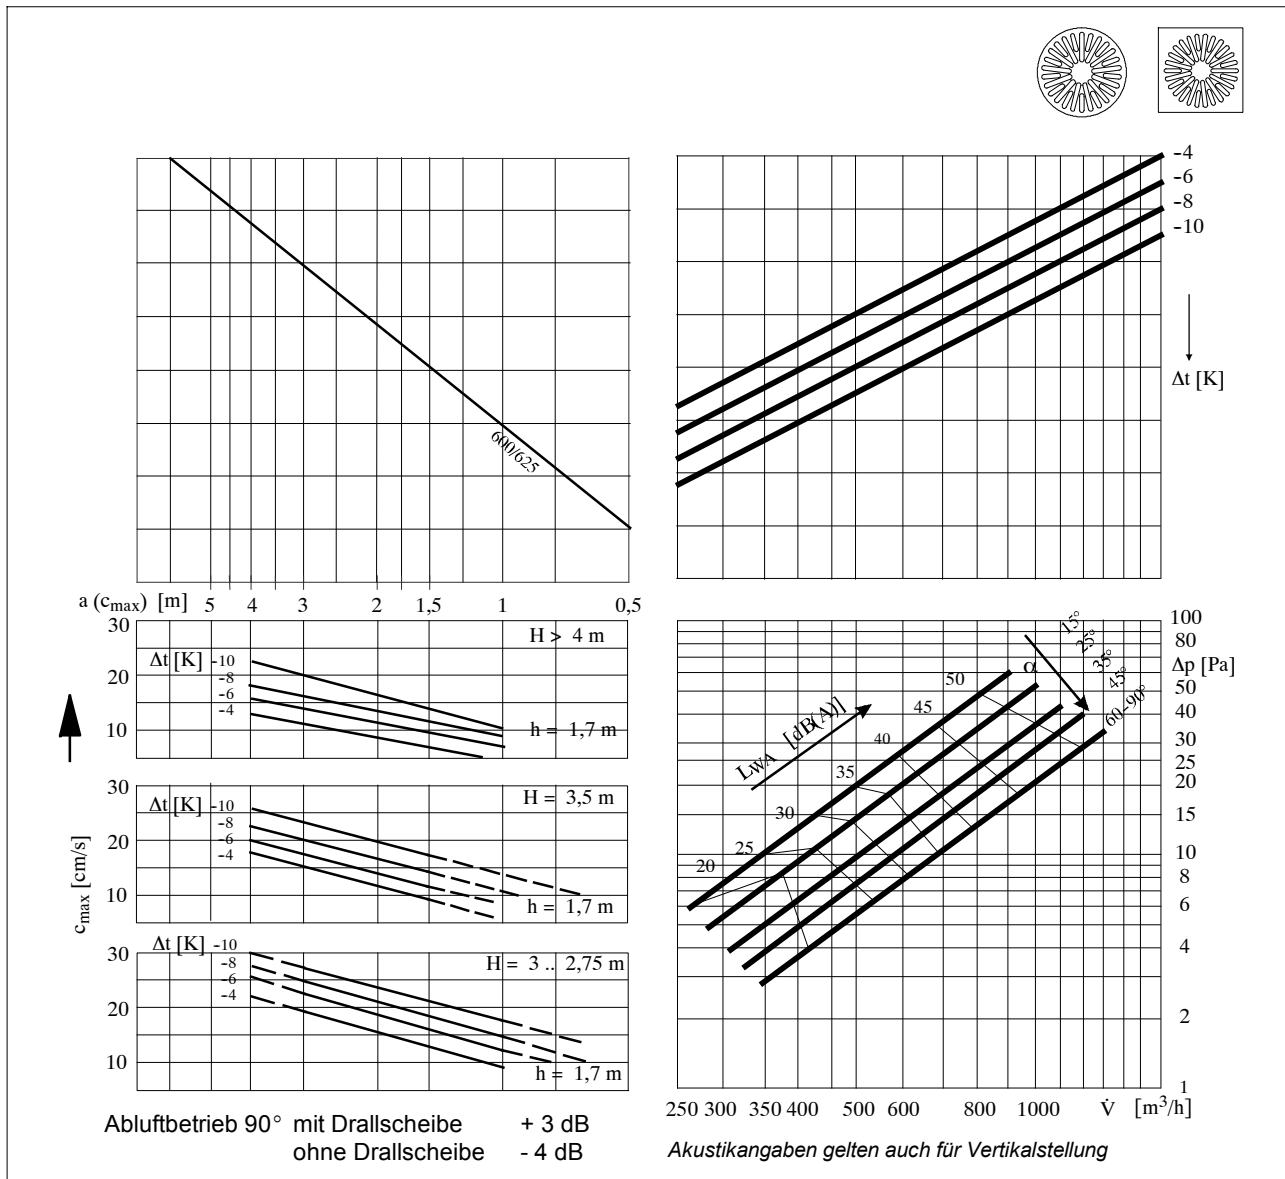 -4
-6
-8
-10
Δt [K]
600/625
a (cmax) [m] 5 4 3 2 1,5 1 0,5
30
20
10
H > 4 m
Δt [K] -10
-8
-6
-4
h = 1,7 m
30
20
10
H = 3,5 m
Δt [K] -10
-8
-6
-4
h = 1,7 m
cmax [cm/s]
30
20
10
H = 3 .. 2,75 m
Δt [K] -10
-8
-6
-4
h = 1,7 m
15°
25°
35°
45°
60-90°
α
LWA [dB(A)]
50
45
40
35
30
25
20
100
80
Δp [Pa]
50
40
30
25
20
15
10
8
6
4
2
1
250 300 350 400 500 600 800 1000 V̇ [m³/h]
Abluftbetrieb 90° mit Drallscheibe + 3 dB
ohne Drallscheibe - 4 dB
Akustikangaben gelten auch für Vertikalstellung